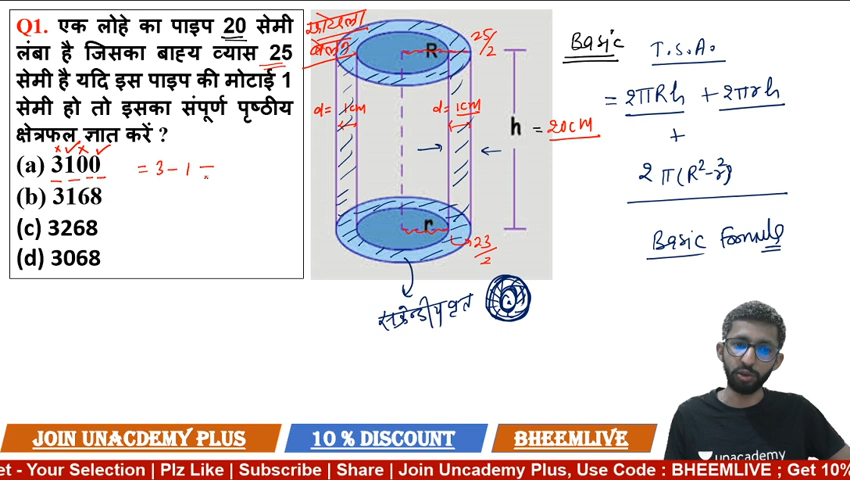 Q1. एक लोहे का पाइप 20 सेमी
लंबा है जिसका बाह्य व्यास 25
सेमी है यदि इस पाइप की मोटाई 1
सेमी हो तो इसका संपूर्ण पृष्ठीय
क्षेत्रफल ज्ञात करें ?
(a) 3100 = 3 - 1 =
(b) 3168
(c) 3268
(d) 3068
R
25/2
d = 1cm
d = 1cm
h = 20cm
r
23/2
Basic T.S.A.
= 2πRh + 2πrh
+
2π(R²-r²)
Basic Formule
JOIN UNACDEMY PLUS
10 % DISCOUNT
BHEEMLIVE
unacademy
et - Your Selection | Plz Like | Subscribe | Share | Join Uncademy Plus, Use Code : BHEEMLIVE ; Get 10%